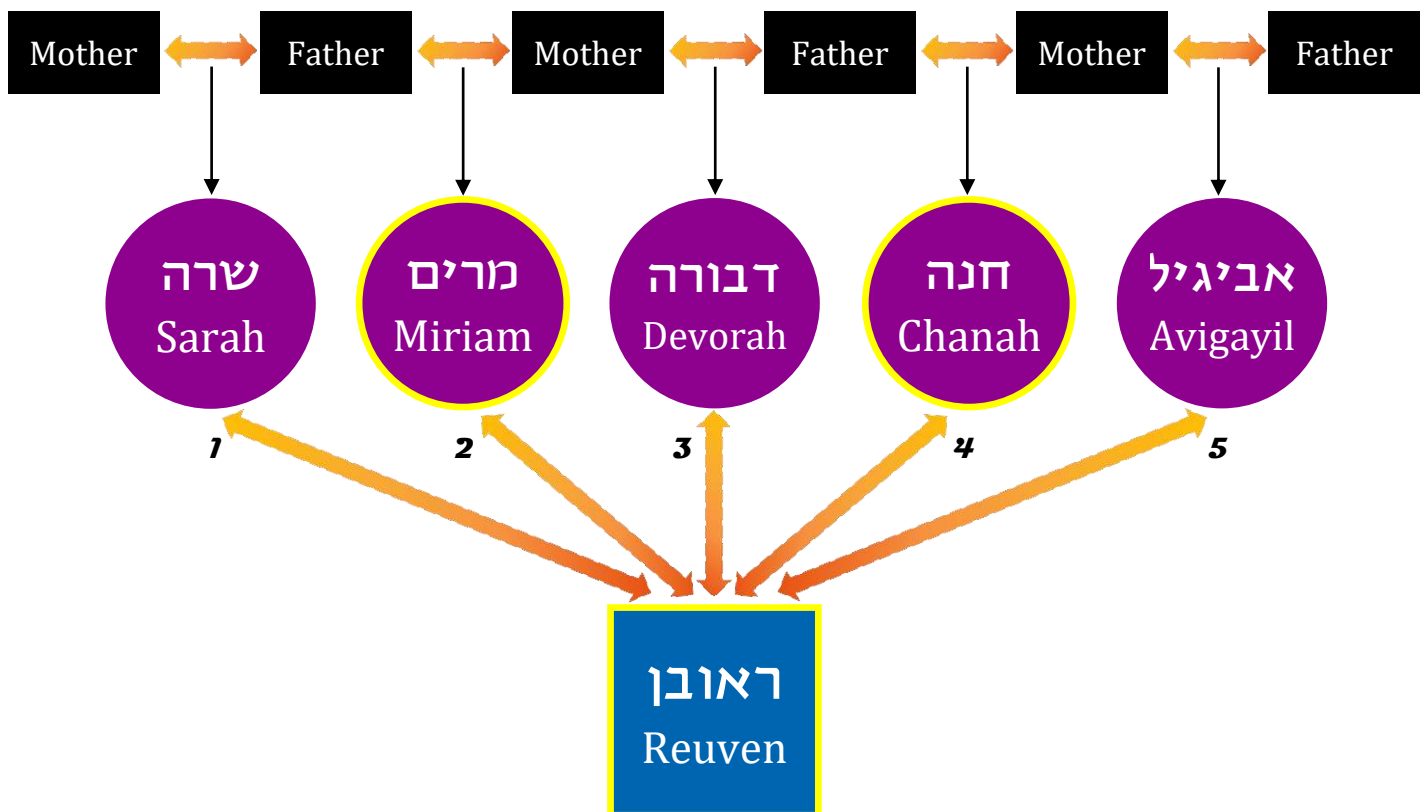 Mother Father Mother Father Mother Father
שרה
Sarah
מרים
Miriam
דבורה
Devorah
חנה
Chanah
אביגיל
Avigayil
1 2 3 4 5
ראובן
Reuven